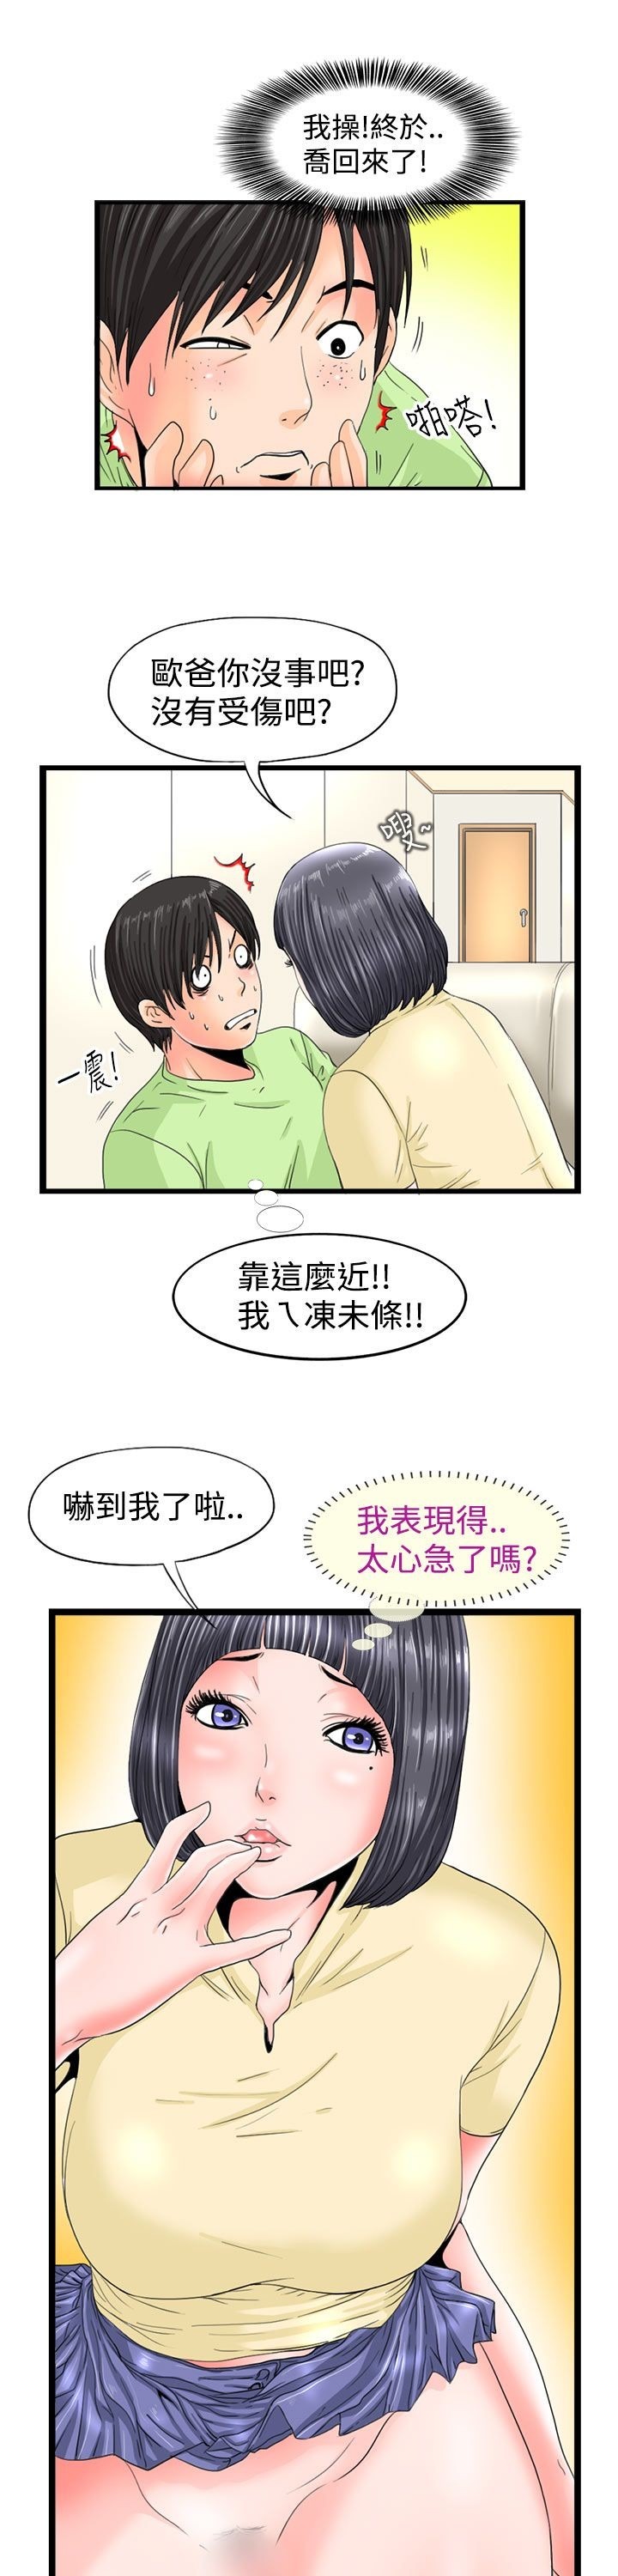 我操!終於..
喬回來了!
啪嗒!
歐爸你沒事吧?
沒有受傷吧?
嗖~
一震!
靠這麼近!!
我ㄟ凍未條!!
嚇到我了啦..
我表現得..
太心急了嗎?